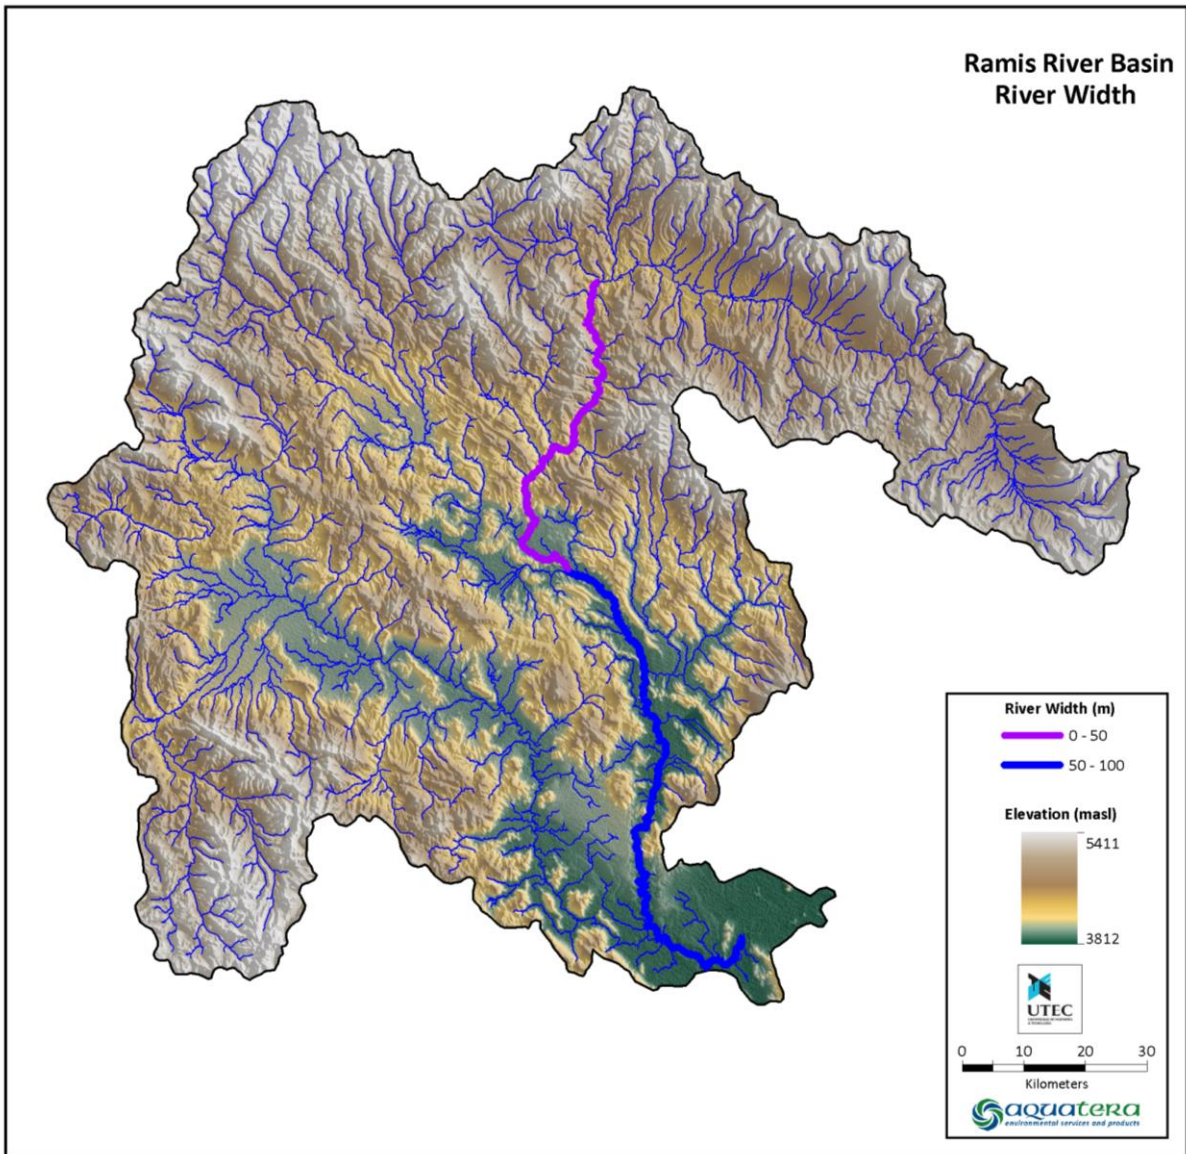 Ramis River Basin
River Width
River Width (m)
0 - 50
50 - 100
Elevation (masl)
5411
3812
UTEC
0 10 20 30
Kilometers
aquatera
environmental services and products